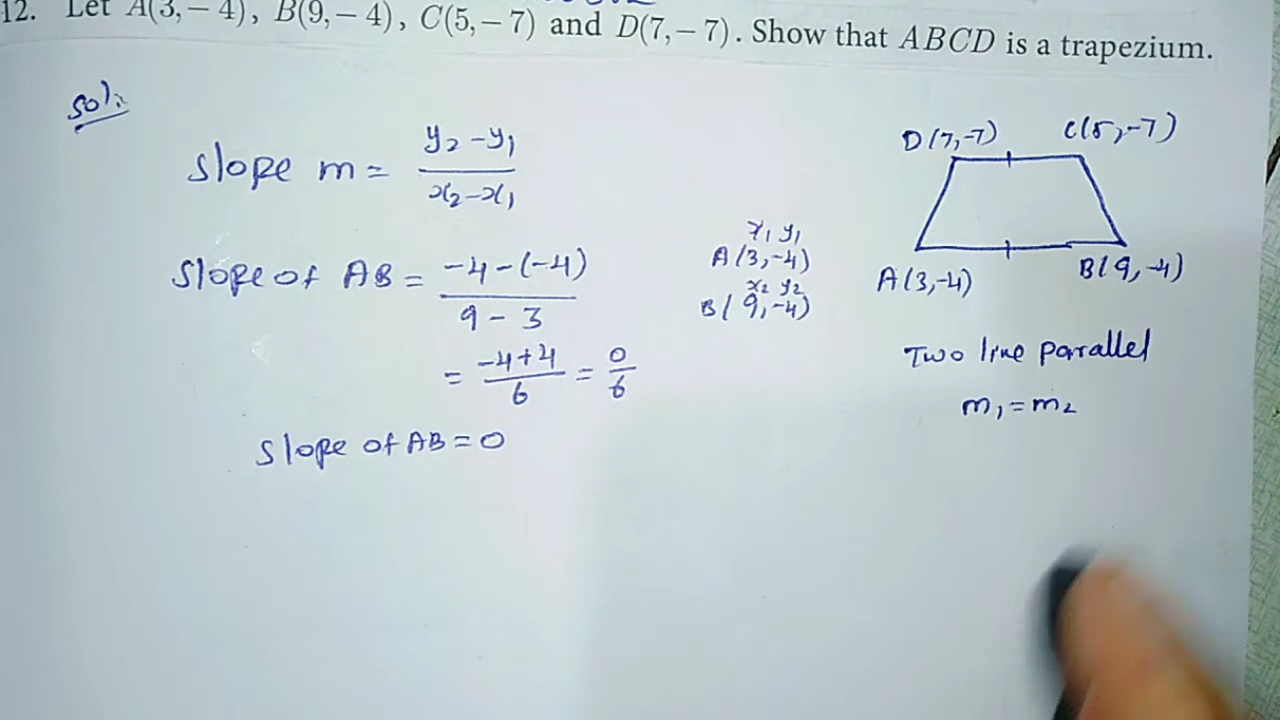 12. Let A(3,– 4), B(9,– 4), C(5,– 7) and D(7,– 7). Show that ABCD is a trapezium.
Sol:
D(7,-7) C(5,-7)
Slope m = y₂-y₁ / x₂-x₁
x₁ y₁
A(3,-4)
x₂ y₂
B(9,-4)
A(3,-4) B(9,-4)
Slope of AB = -4-(-4) / 9-3
= -4+4 / 6 = 0/6
Two line parallel
m₁=m₂
Slope of AB = 0